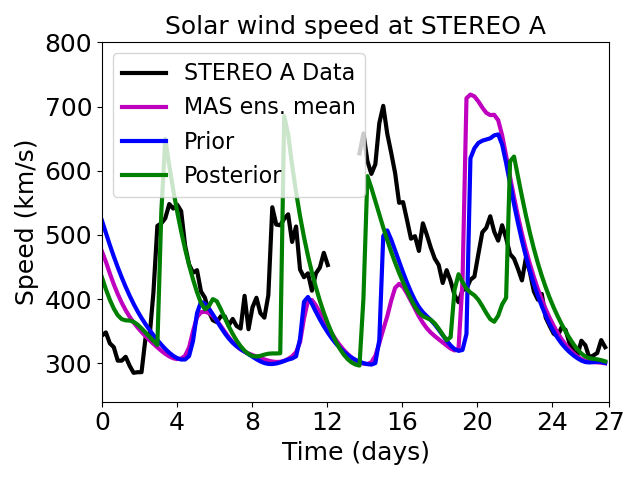 Solar wind speed at STEREO A
800
700
600
500
400
300
Speed (km/s)
STEREO A Data
MAS ens. mean
Prior
Posterior
0 4 8 12 16 20 24 27
Time (days)